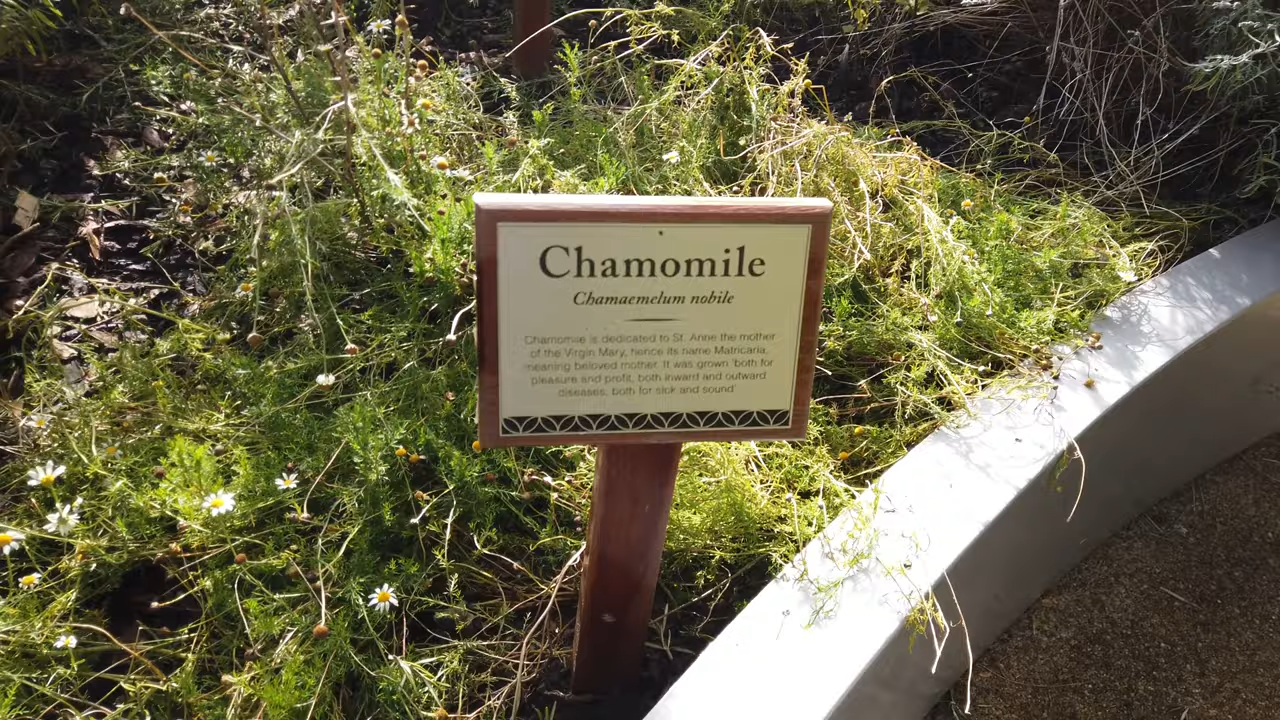 Chamomile
Chamaemelum nobile
Chamomile is dedicated to St. Anne the mother
of the Virgin Mary, hence its name Matricaria,
meaning beloved mother. It was grown 'both for
pleasure and profit, both inward and outward
diseases, both for sick and sound'